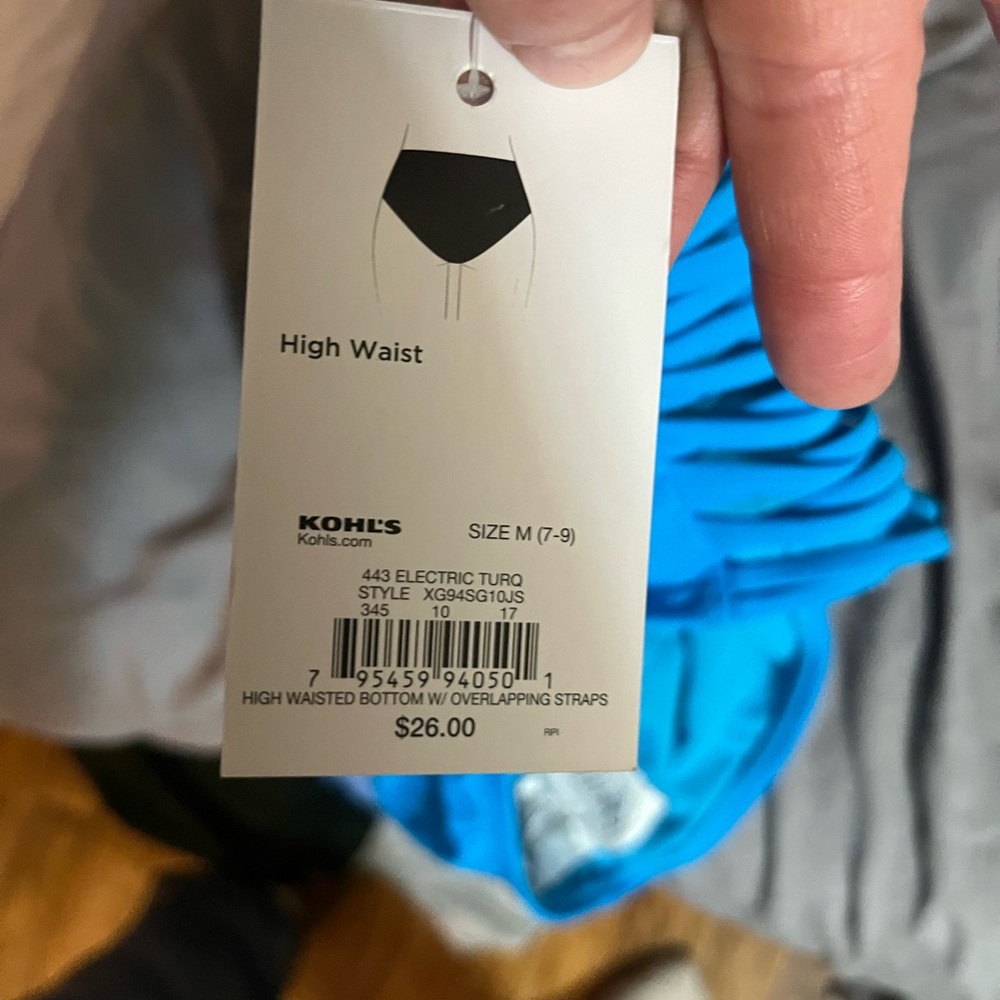 High Waist
KOHL'S
Kohls.com
SIZE M (7-9)
443 ELECTRIC TURQ
STYLE XG94SG10JS
345 10 17
7 95459 94050 1
HIGH WAISTED BOTTOM W/ OVERLAPPING STRAPS
$26.00
RPI